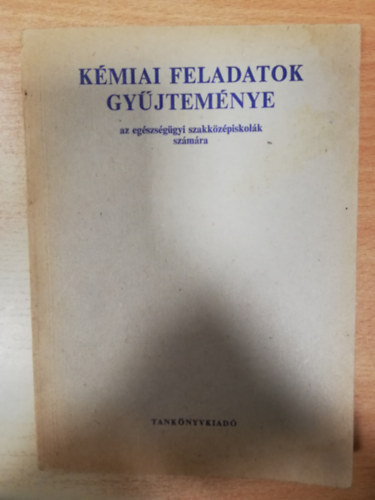 KÉMIAI FELADATOK
GYŰJTEMÉNYE
az egészségügyi szakközépiskolák
számára
TANKÖNYVKIADÓ